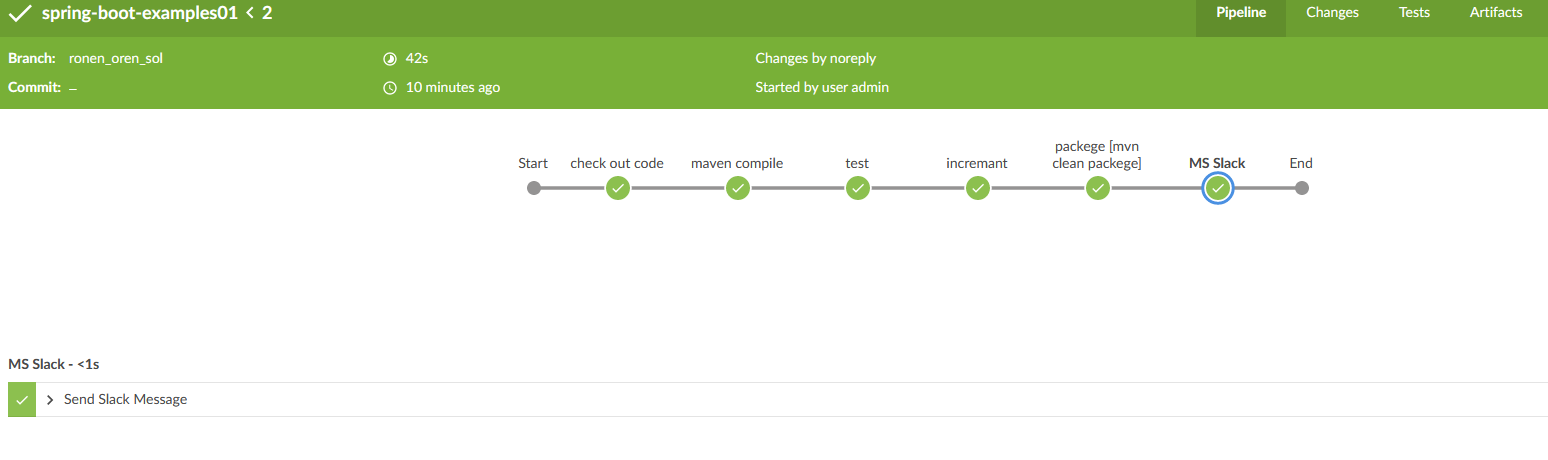 spring-boot-examples01 < 2
Pipeline Changes Tests Artifacts
Branch: ronen_oren_sol
42s
Changes by noreply
Commit: –
10 minutes ago
Started by user admin
Start
check out code
maven compile
test
incremant
packege [mvn
clean packege]
MS Slack
End
MS Slack - <1s
Send Slack Message